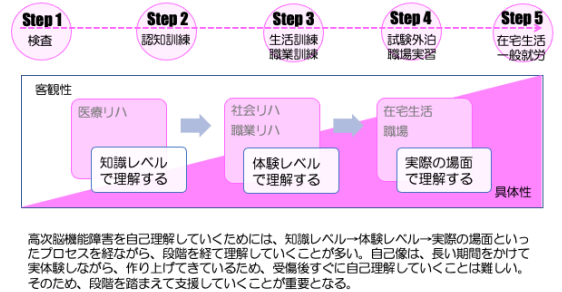 Step 1
検査
Step 2
認知訓練
Step 3
生活訓練
職業訓練
Step 4
試験外泊
職場実習
Step 5
在宅生活
一般就労
客観性
医療リハ
知識レベル
で理解する
社会リハ
職業リハ
体験レベル
で理解する
在宅生活
職場
実際の場面
で理解する
具体性
高次脳機能障害を自己理解していくためには、知識レベル→体験レベル→実際の場面といっ
たプロセスを経ながら、段階を経て理解していくことが多い。自己像は、長い期間をかけて
実体験しながら、作り上げてきているため、受傷後すぐに自己理解していくことは難しい。
そのため、段階を踏まえて支援していくことが重要となる。